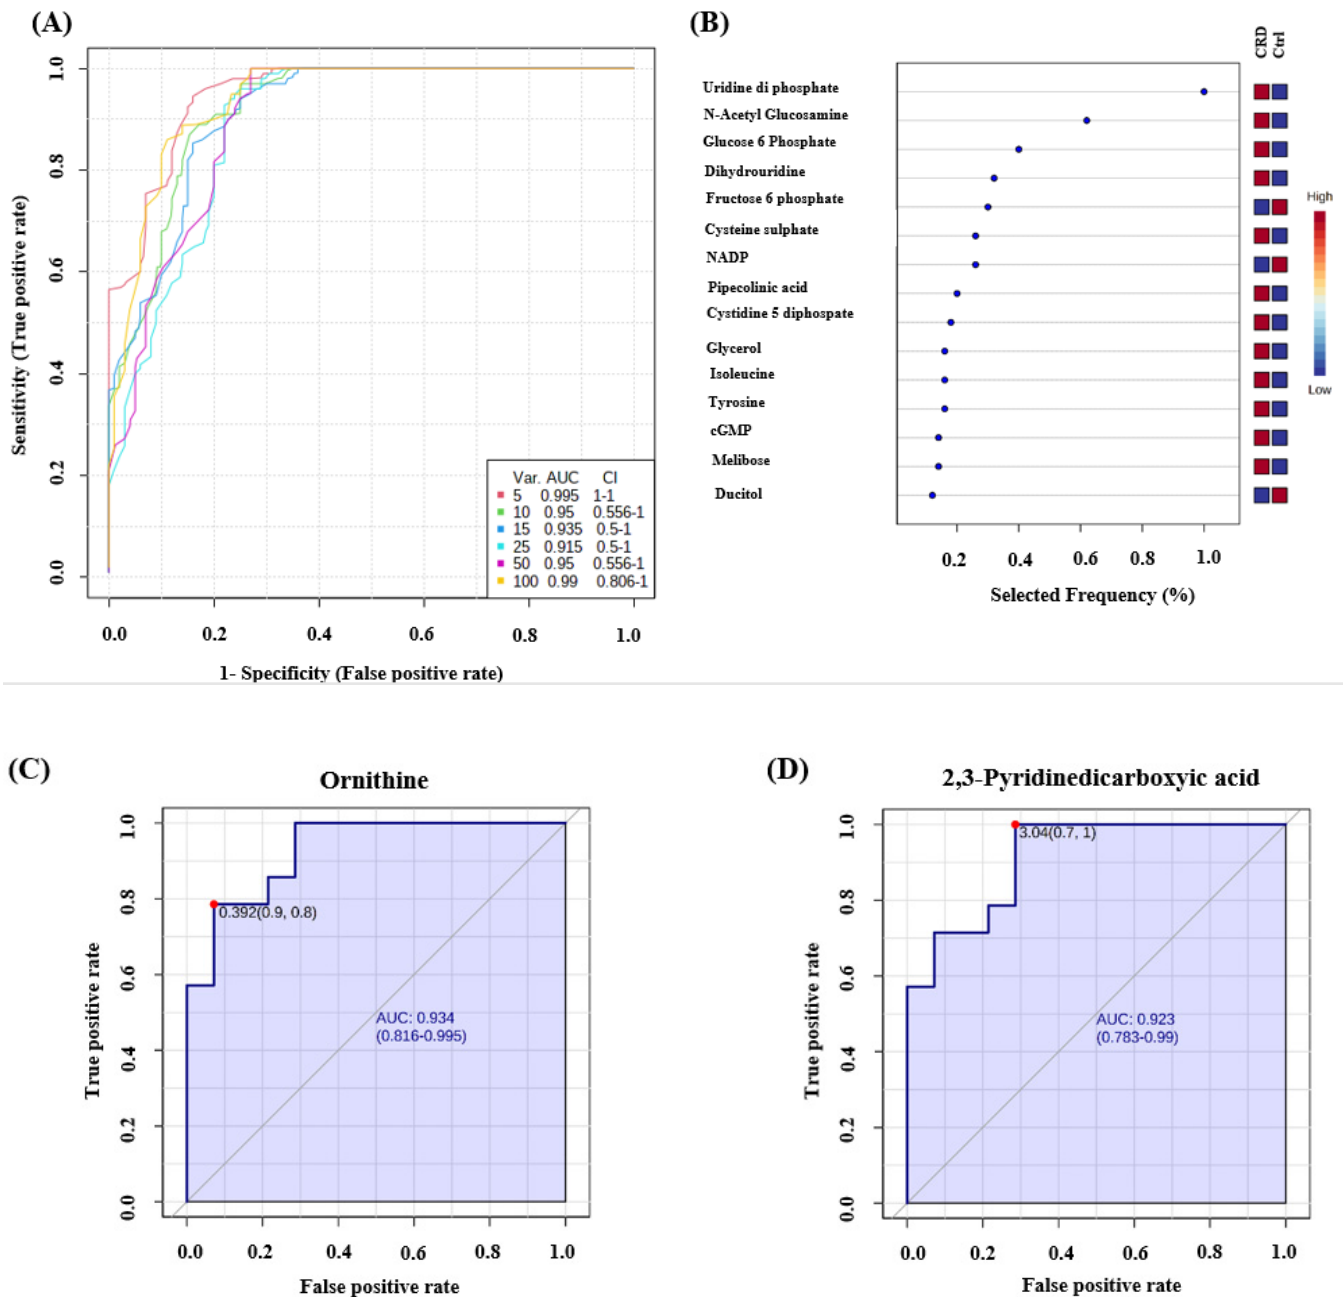 (A)
Sensitivity (True positive rate)
1.0
0.8
0.6
0.4
0.2
0.0
Var. AUC CI
5 0.995 1-1
10 0.95 0.556-1
15 0.935 0.5-1
25 0.915 0.5-1
50 0.95 0.556-1
100 0.99 0.806-1
0.0 0.2 0.4 0.6 0.8 1.0
1- Specificity (False positive rate)
(B)
CRD
Ctrl
Uridine di phosphate
N-Acetyl Glucosamine
Glucose 6 Phosphate
Dihydrouridine
Fructose 6 phosphate
Cysteine sulphate
NADP
Pipecolinic acid
Cystidine 5 diphospate
Glycerol
Isoleucine
Tyrosine
cGMP
Melibose
Ducitol
High
Low
0.2 0.4 0.6 0.8 1.0
Selected Frequency (%)
(C)
Ornithine
True positive rate
1.0
0.8
0.6
0.4
0.2
0.0
0.392(0.9, 0.8)
AUC: 0.934
(0.816-0.995)
0.0 0.2 0.4 0.6 0.8 1.0
False positive rate
(D)
2,3-Pyridinedicarboxyic acid
True positive rate
1.0
0.8
0.6
0.4
0.2
0.0
3.04(0.7, 1)
AUC: 0.923
(0.783-0.99)
0.0 0.2 0.4 0.6 0.8 1.0
False positive rate